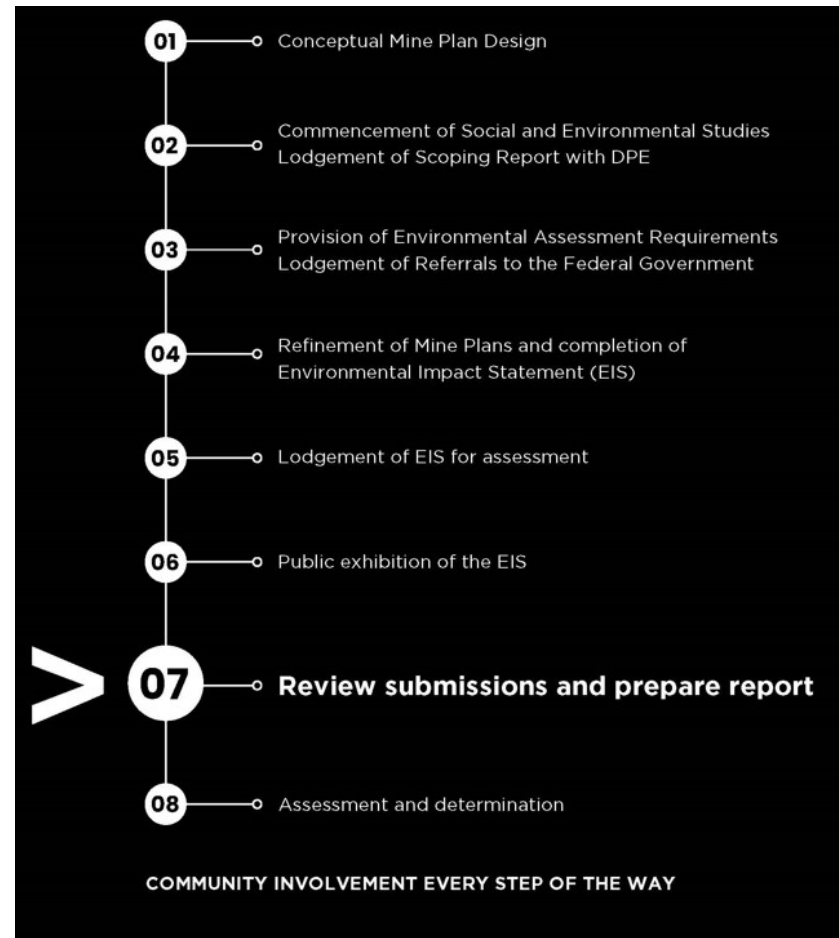 01 Conceptual Mine Plan Design
02 Commencement of Social and Environmental Studies
Lodgement of Scoping Report with DPE
03 Provision of Environmental Assessment Requirements
Lodgement of Referrals to the Federal Government
04 Refinement of Mine Plans and completion of
Environmental Impact Statement (EIS)
05 Lodgement of EIS for assessment
06 Public exhibition of the EIS
> 07 Review submissions and prepare report
08 Assessment and determination
COMMUNITY INVOLVEMENT EVERY STEP OF THE WAY